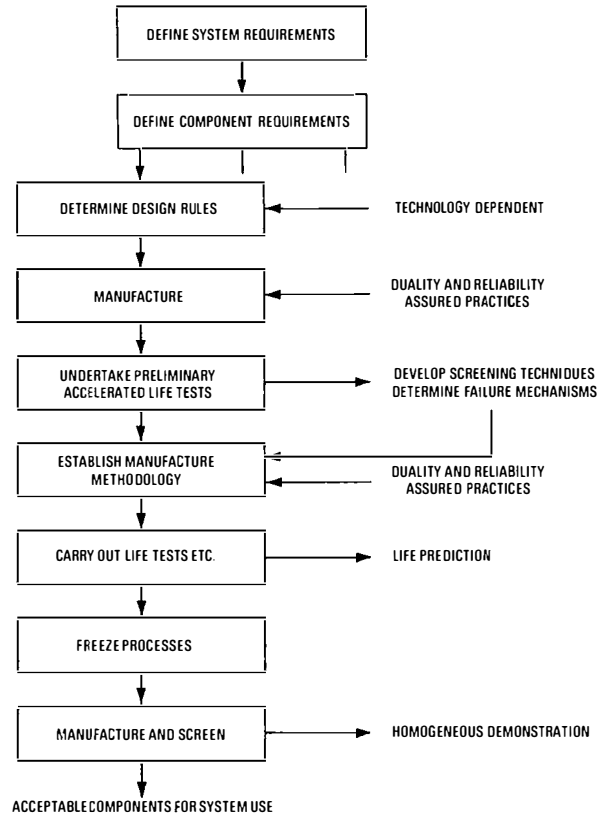 DEFINE SYSTEM REQUIREMENTS
DEFINE COMPONENT REQUIREMENTS
DETERMINE DESIGN RULES
TECHNOLOGY DEPENDENT
MANUFACTURE
DUALITY AND RELIABILITY
ASSURED PRACTICES
UNDERTAKE PRELIMINARY
ACCELERATED LIFE TESTS
DEVELOP SCREENING TECHNIDUES
DETERMINE FAILURE MECHANISMS
ESTABLISH MANUFACTURE
METHODOLOGY
DUALITY AND RELIABILITY
ASSURED PRACTICES
CARRY OUT LIFE TESTS ETC.
LIFE PREDICTION
FREEZE PROCESSES
MANUFACTURE AND SCREEN
HOMOGENEOUS DEMONSTRATION
ACCEPTABLE COMPONENTS FOR SYSTEM USE